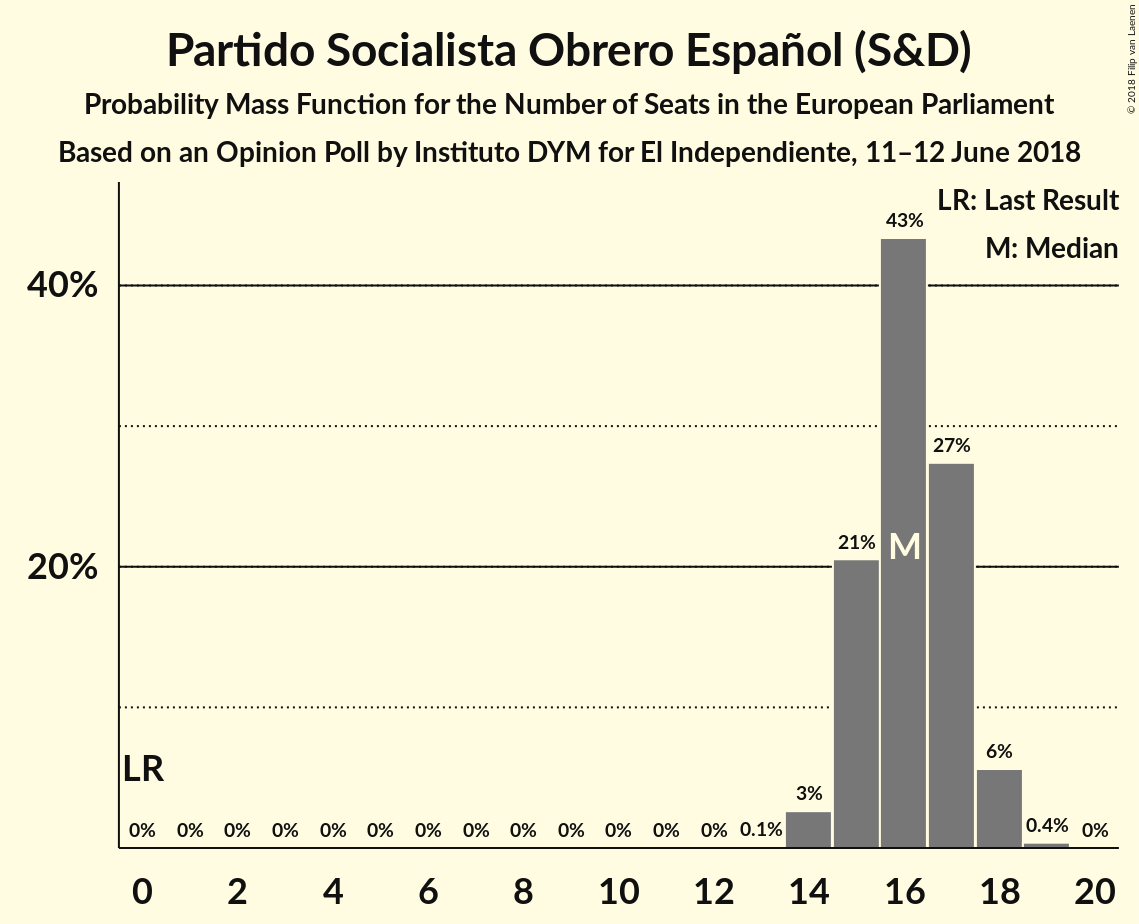 Partido Socialista Obrero Español (S&D)
Probability Mass Function for the Number of Seats in the European Parliament
Based on an Opinion Poll by Instituto DYM for El Independiente, 11–12 June 2018
© 2018 Filip van Laenen
LR: Last Result
M: Median
40%
20%
43%
27%
21%
M
6%
3%
LR
0% 0% 0% 0% 0% 0% 0% 0% 0% 0% 0% 0% 0% 0.1% 0.4% 0%
0 2 4 6 8 10 12 14 16 18 20